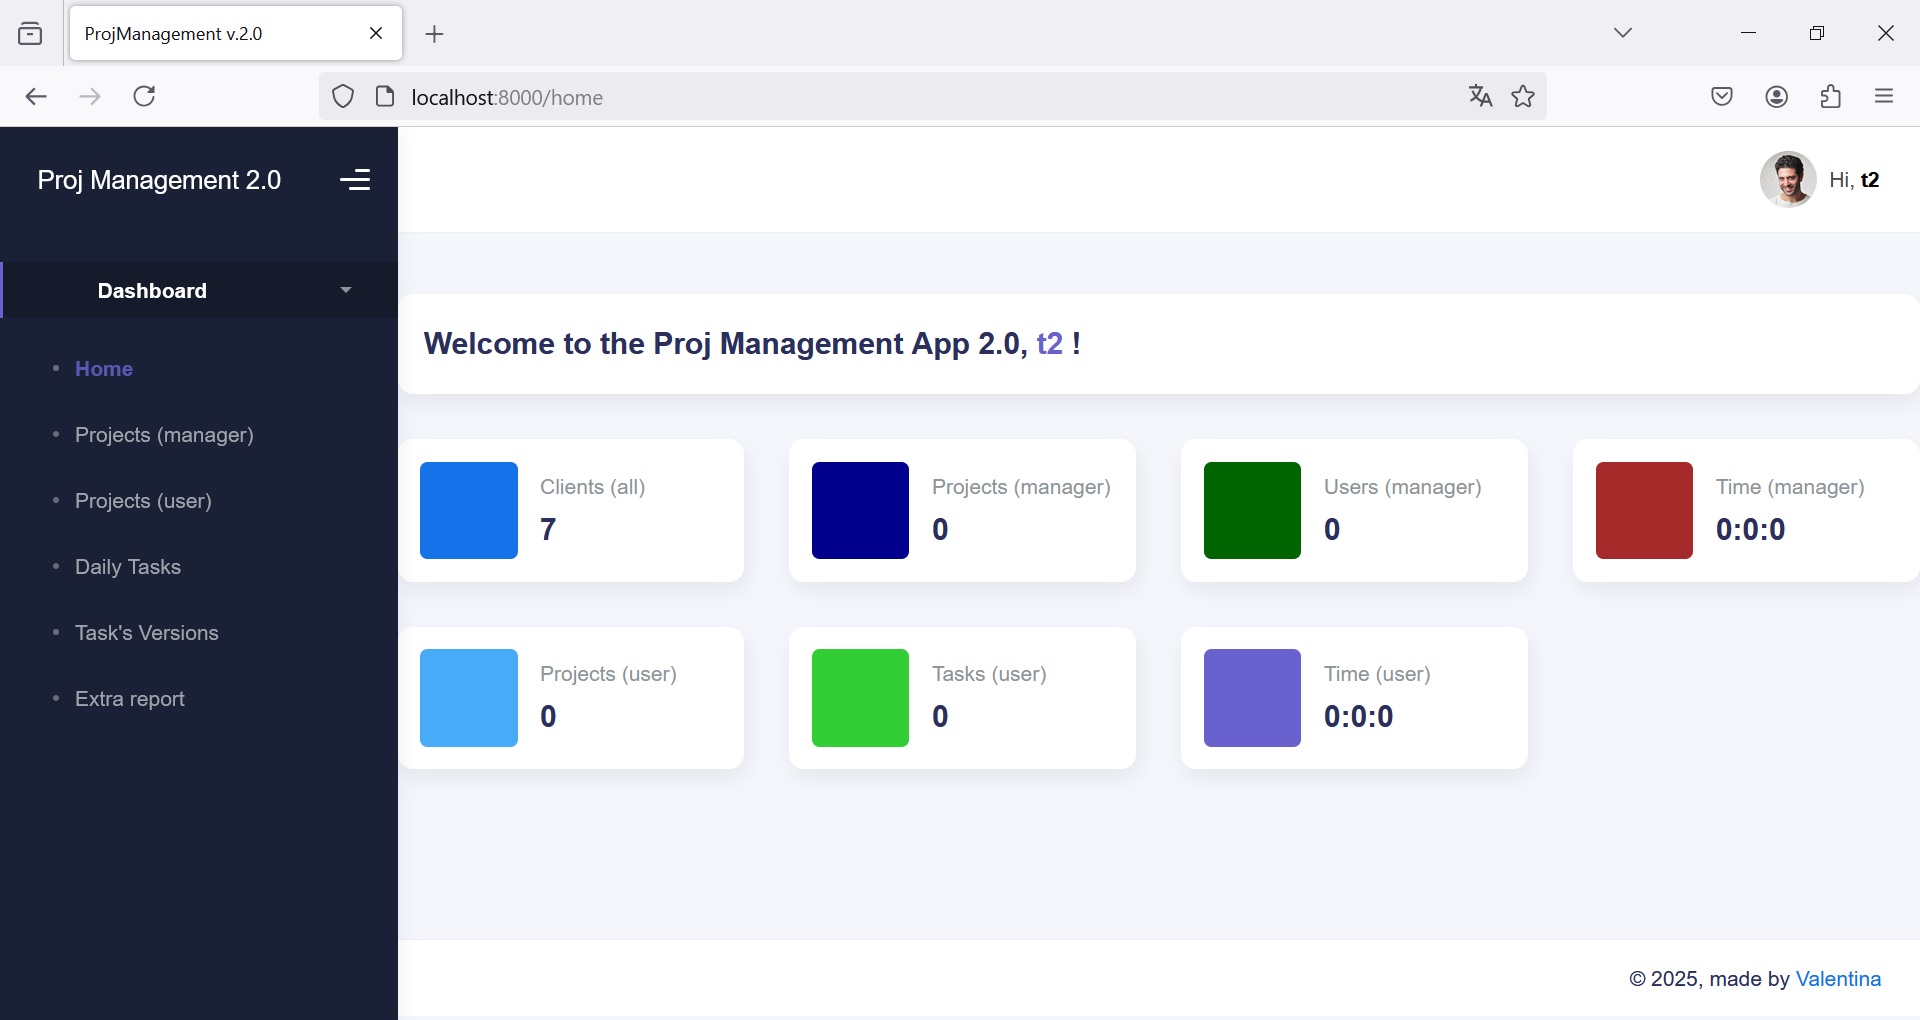 ProjManagement v.2.0
localhost:8000/home
Proj Management 2.0
Hi, t2
Dashboard
Home
Projects (manager)
Projects (user)
Daily Tasks
Task's Versions
Extra report
Welcome to the Proj Management App 2.0, t2 !
Clients (all)
7
Projects (manager)
0
Users (manager)
0
Time (manager)
0:0:0
Projects (user)
0
Tasks (user)
0
Time (user)
0:0:0
© 2025, made by Valentina